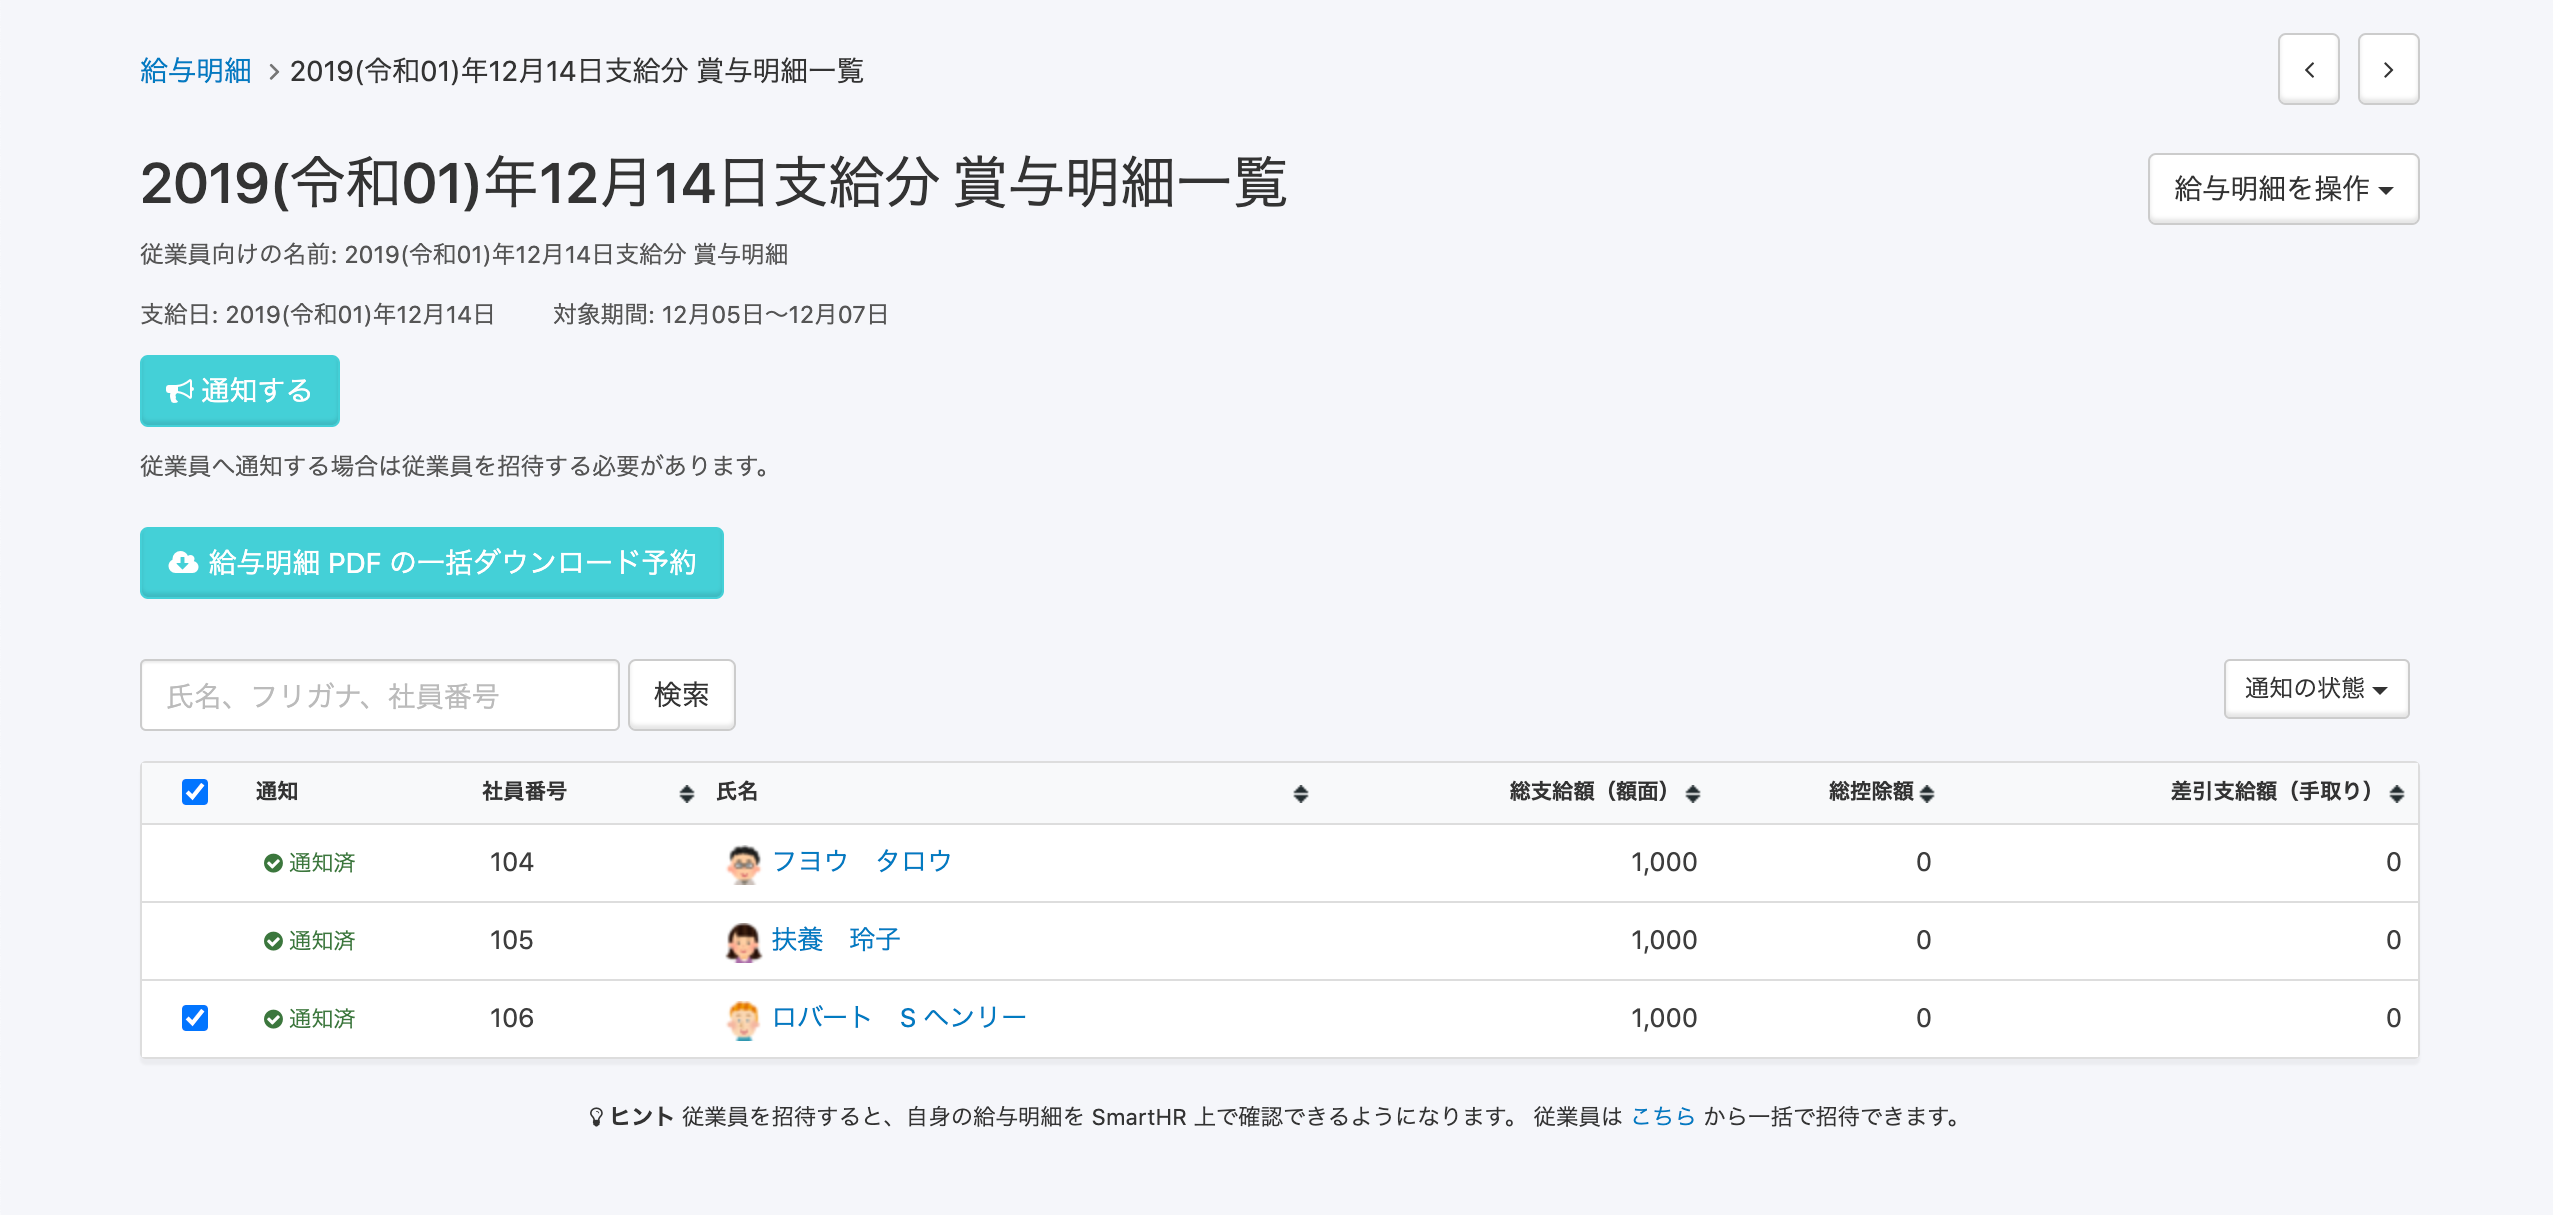 給与明細 > 2019(令和01)年12月14日支給分 賞与明細一覧
2019(令和01)年12月14日支給分 賞与明細一覧
給与明細を操作
従業員向けの名前: 2019(令和01)年12月14日支給分 賞与明細
支給日: 2019(令和01)年12月14日 対象期間: 12月05日〜12月07日
通知する
従業員へ通知する場合は従業員を招待する必要があります。
給与明細 PDF の一括ダウンロード予約
氏名、フリガナ、社員番号 検索 通知の状態
通知 社員番号 氏名 総支給額（額面） 総控除額 差引支給額（手取り）
通知済 104 フヨウ　タロウ 1,000 0 0
通知済 105 扶養　玲子 1,000 0 0
通知済 106 ロバート　S ヘンリー 1,000 0 0
ヒント 従業員を招待すると、自身の給与明細を SmartHR 上で確認できるようになります。 従業員は こちら から一括で招待できます。